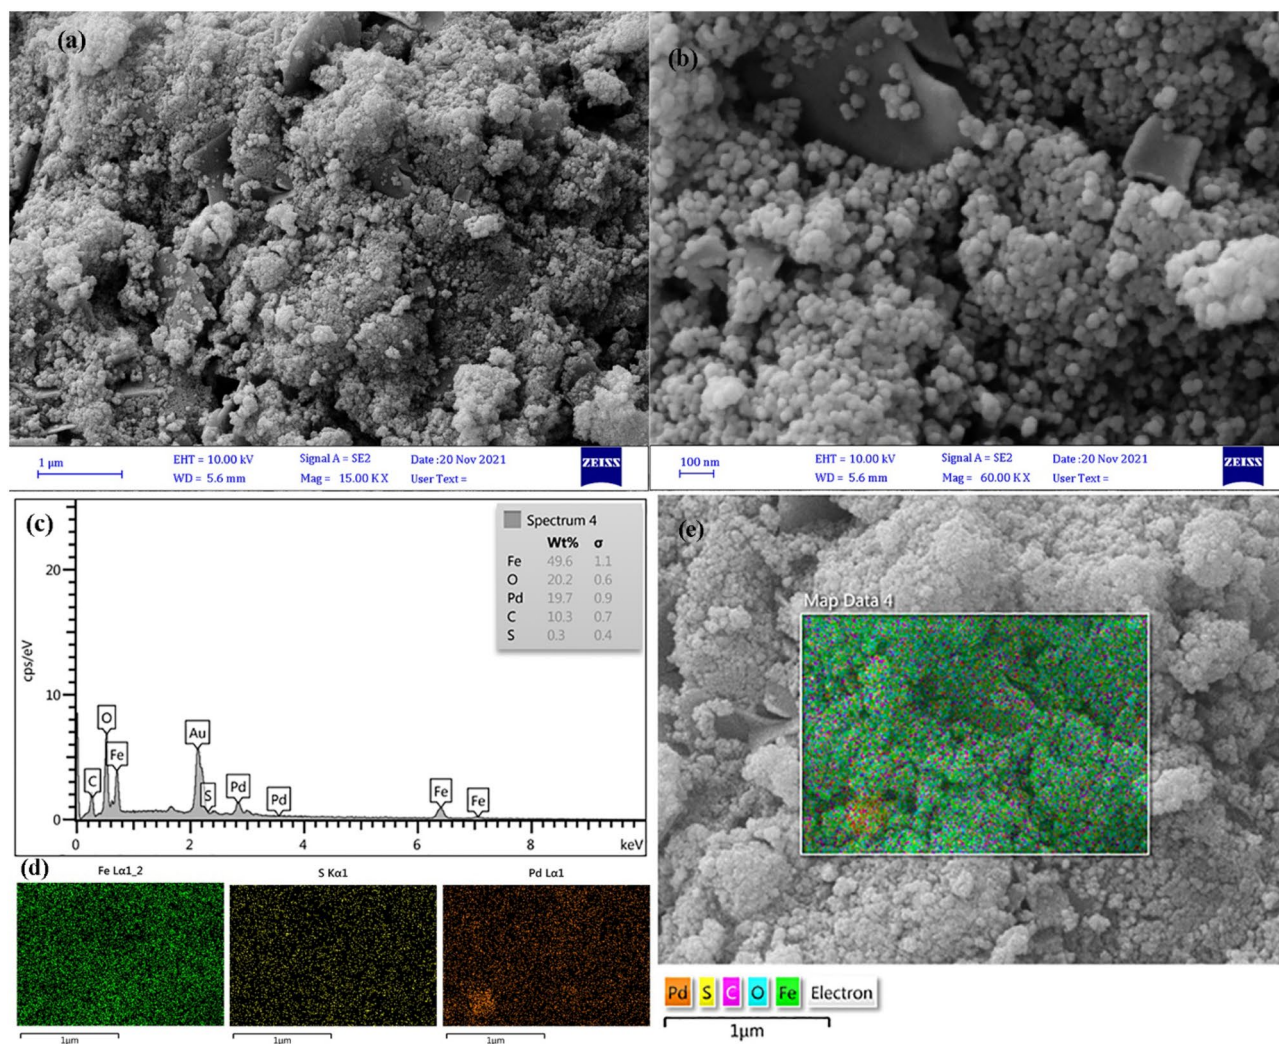 (a)
(b)
1 μm
EHT = 10.00 kV
Signal A = SE2
Date :20 Nov 2021
WD = 5.6 mm
Mag = 15.00 K X
User Text =
ZEISS
100 nm
EHT = 10.00 kV
Signal A = SE2
Date :20 Nov 2021
WD = 5.6 mm
Mag = 60.00 K X
User Text =
ZEISS
(c)
Spectrum 4
Wt% σ
Fe 49.6 1.1
O 20.2 0.6
Pd 19.7 0.9
C 10.3 0.7
S 0.3 0.4
cps/eV
20
10
0
C
O
Fe
Au
S
Pd
Pd
Fe
Fe
0 2 4 6 8 keV
(d)
Fe Lα1_2
S Kα1
Pd Lα1
1μm
1μm
1μm
(e)
Map Data 4
Pd S C O Fe Electron
1μm